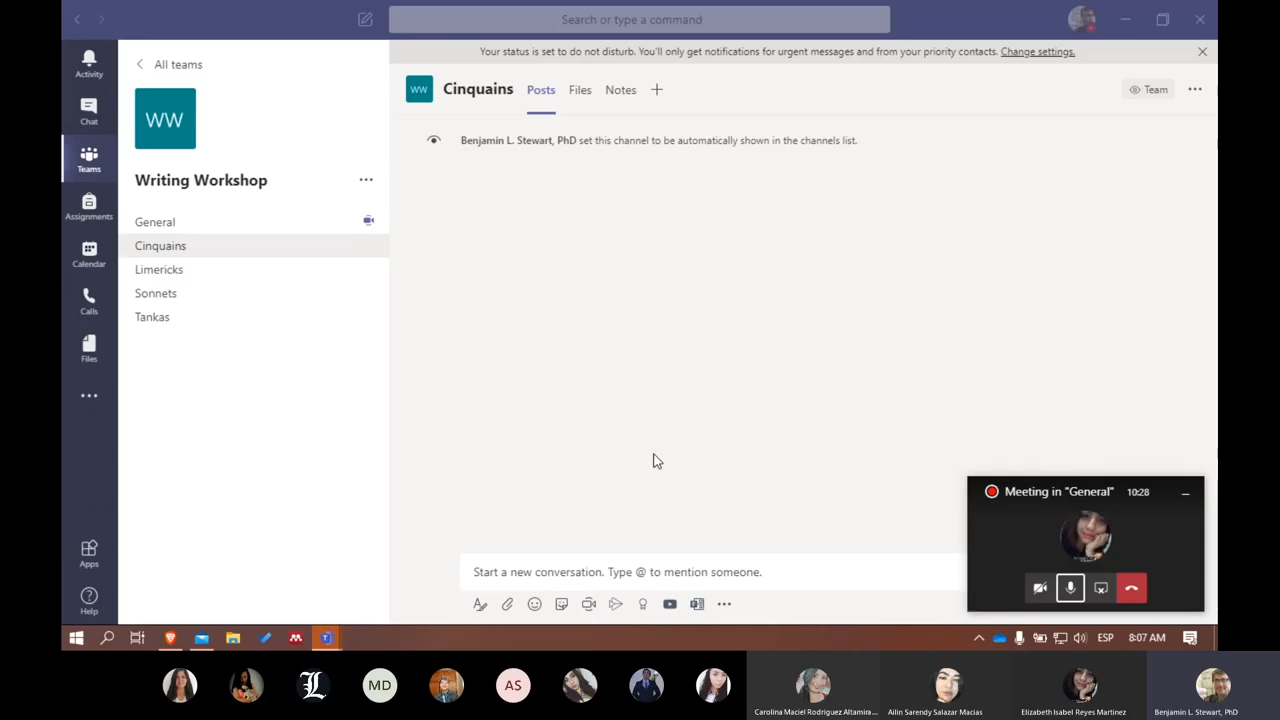 Search or type a command
Your status is set to do not disturb. You'll only get notifications for urgent messages and from your priority contacts. Change settings.
Activity
Chat
Teams
Assignments
Calendar
Calls
Files
Apps
Help
All teams
WW
Writing Workshop
General
Cinquains
Limericks
Sonnets
Tankas
WW
Cinquains
Posts
Files
Notes
Team
Benjamin L. Stewart, PhD set this channel to be automatically shown in the channels list.
Start a new conversation. Type @ to mention someone.
Meeting in "General" 10:28
ESP
8:07 AM
L
MD
AS
Carolina Maciel Rodriguez Altamira...
Ailin Sarendy Salazar Macias
Elizabeth Isabel Reyes Martinez
Benjamin L. Stewart, PhD